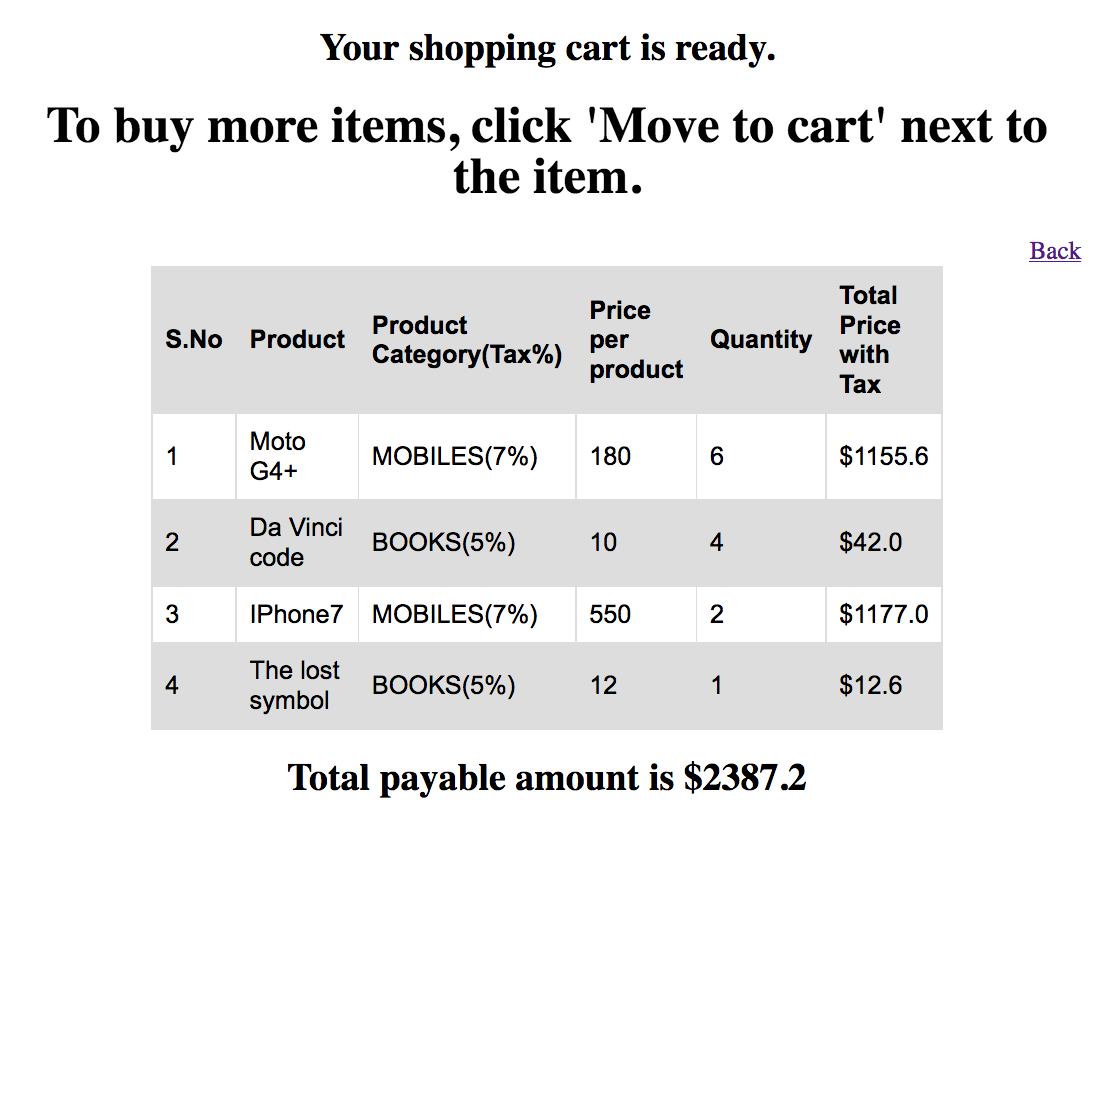 Your shopping cart is ready.
To buy more items, click 'Move to cart' next to
the item.
Back
S.No Product Product Category(Tax%) Price per product Quantity Total Price with Tax
1 Moto G4+ MOBILES(7%) 180 6 $1155.6
2 Da Vinci code BOOKS(5%) 10 4 $42.0
3 IPhone7 MOBILES(7%) 550 2 $1177.0
4 The lost symbol BOOKS(5%) 12 1 $12.6
Total payable amount is $2387.2